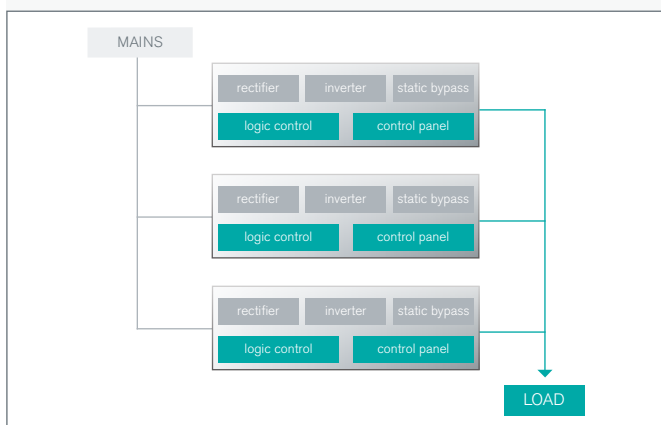 MAINS
rectifier inverter static bypass
logic control control panel
rectifier inverter static bypass
logic control control panel
rectifier inverter static bypass
logic control control panel
LOAD